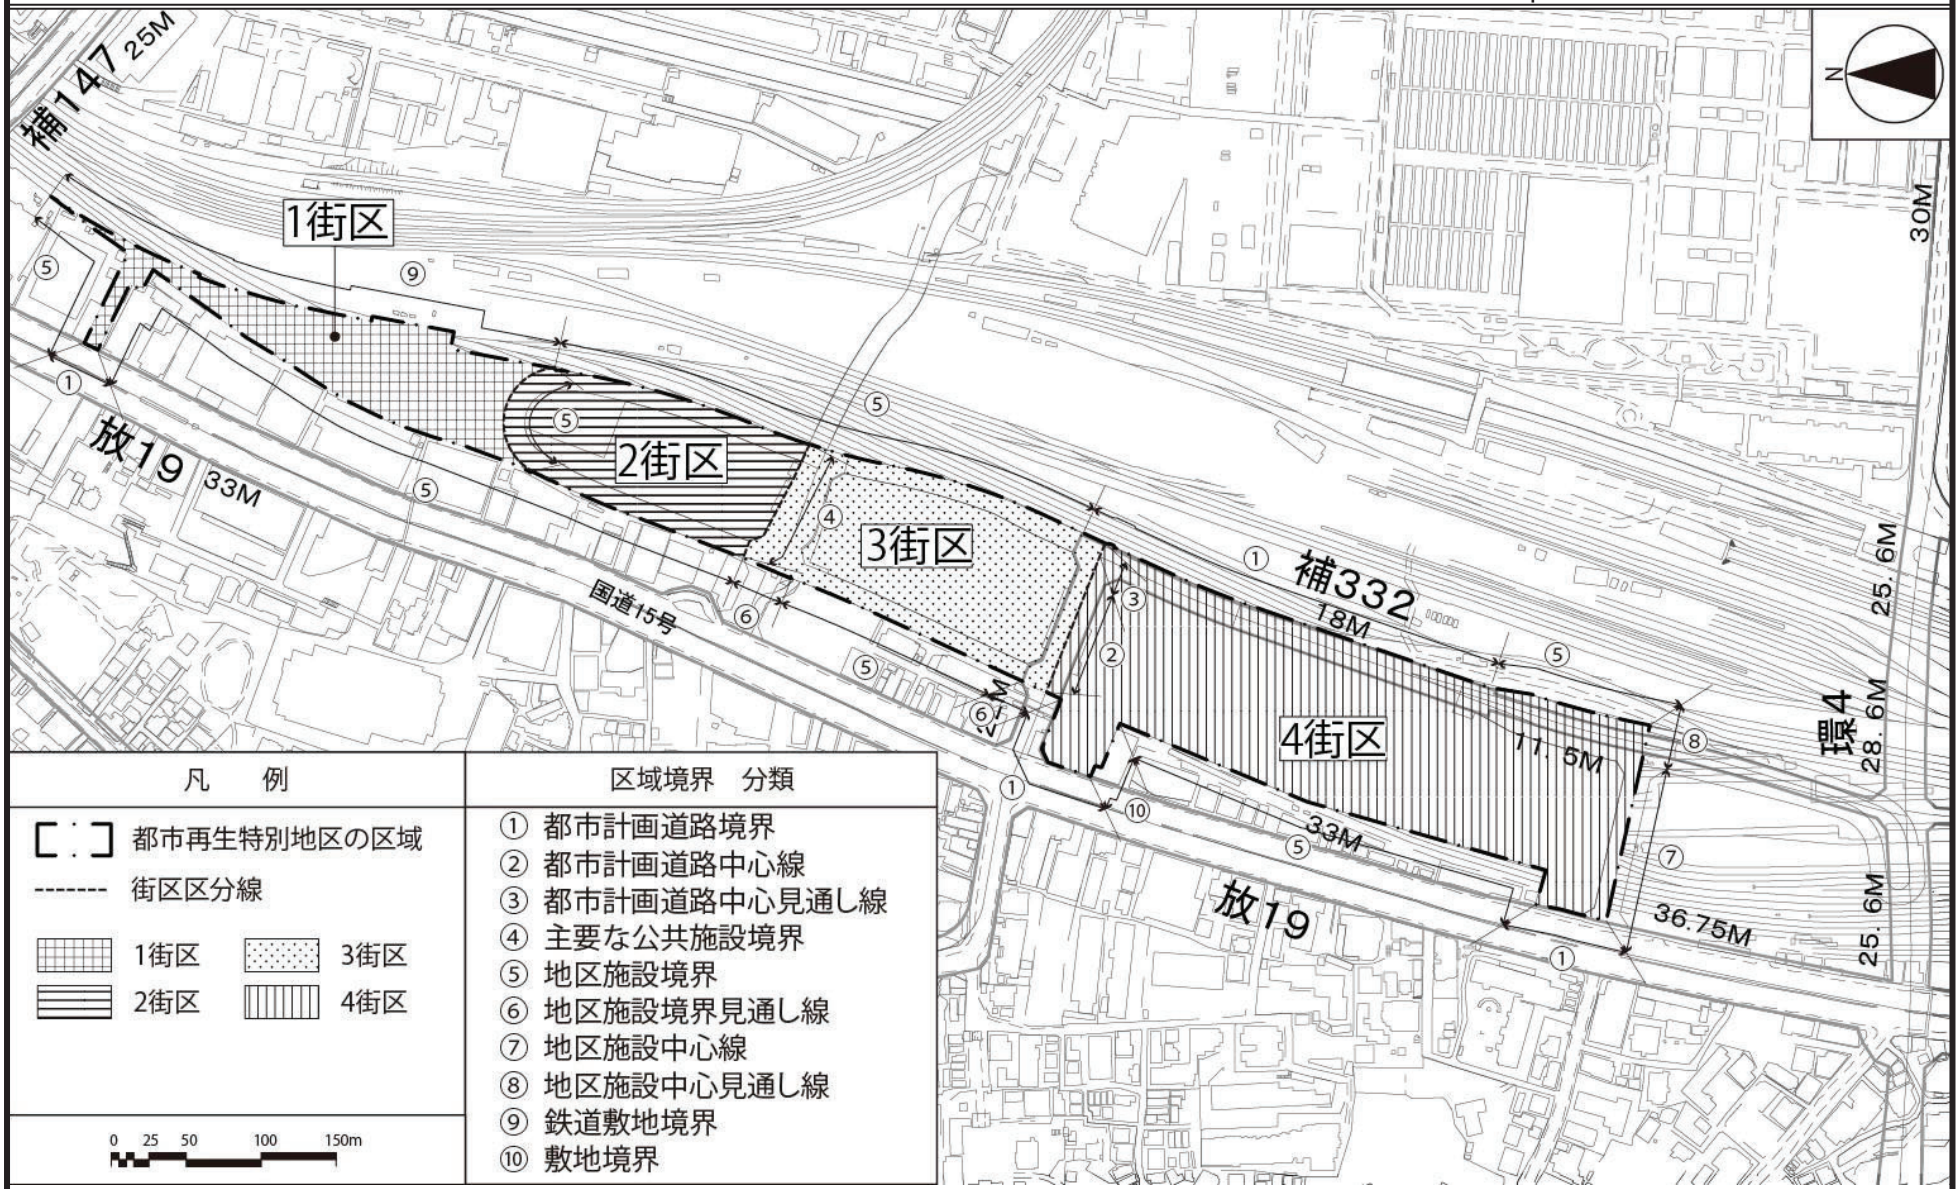 補147 25M
N
1街区
30M
⑤
⑨
①
⑤
⑤
放19 33M
2街区
⑤
④
3街区
①
補332
18M
25.6M
国道15号
⑥
③
②
⑤
⑤
⑥
4街区
11.5M
⑧
環4
28.6M
①
⑩
33M
⑤
⑦
放19
36.75M
25.6M
①
凡 例
都市再生特別地区の区域
街区区分線
1街区
3街区
2街区
4街区
0 25 50 100 150m
区域境界 分類
① 都市計画道路境界
② 都市計画道路中心線
③ 都市計画道路中心見通し線
④ 主要な公共施設境界
⑤ 地区施設境界
⑥ 地区施設境界見通し線
⑦ 地区施設中心線
⑧ 地区施設中心見通し線
⑨ 鉄道敷地境界
⑩ 敷地境界